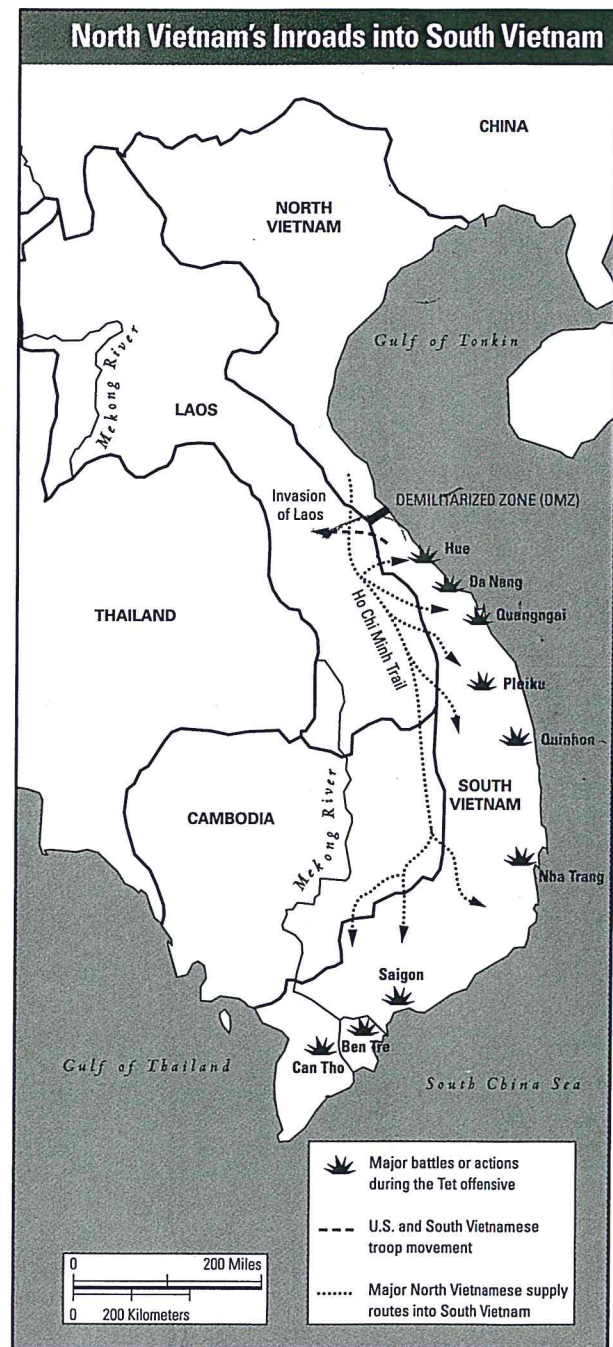 North Vietnam's Inroads into South Vietnam
CHINA
NORTH
VIETNAM
Gulf of Tonkin
Mekong River
LAOS
Invasion
of Laos
DEMILITARIZED ZONE (DMZ)
Hue
Da Nang
Quangngai
THAILAND
Ho Chi Minh Trail
Pleiku
Quinhon
SOUTH
VIETNAM
CAMBODIA
Mekong River
Nha Trang
Saigon
Ben Tre
Can Tho
Gulf of Thailand
South China Sea
Major battles or actions
during the Tet offensive
U.S. and South Vietnamese
troop movement
Major North Vietnamese supply
routes into South Vietnam
0 200 Miles
0 200 Kilometers